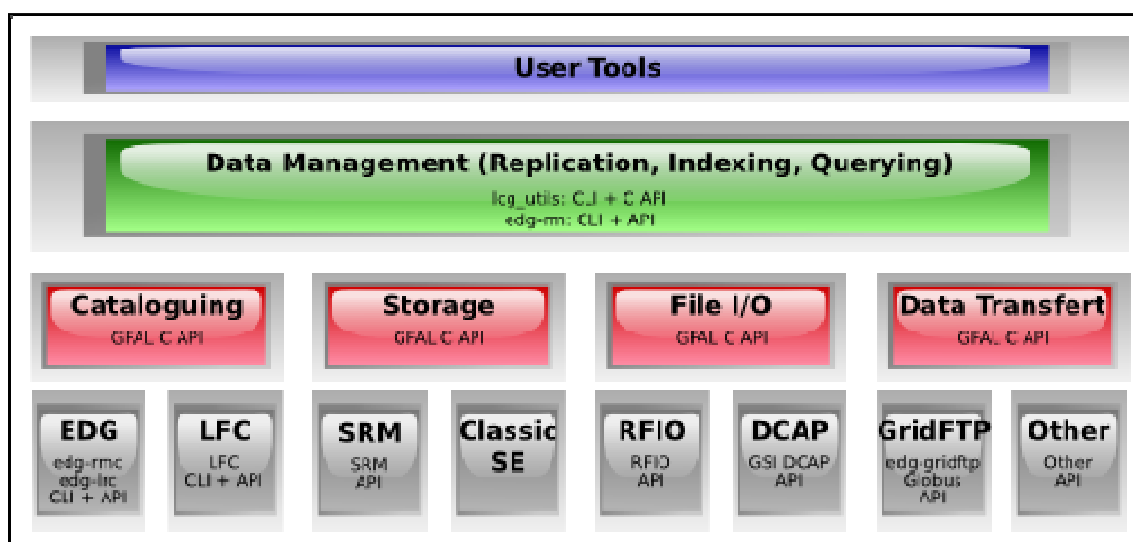 User Tools
Data Management (Replication, Indexing, Querying)
lcg_utils: CLI + C API
edg-rm: CLI + API
Cataloguing
GFAL C API
Storage
GFAL C API
File I/O
GFAL C API
Data Transfert
GFAL C API
EDG
edg-rmc
edg-lrc
CLI + API
LFC
LFC
CLI + API
SRM
SRM
API
Classic
SE
RFIO
RFIO
API
DCAP
GSI DCAP
API
GridFTP
edg-gridftp
Globus
API
Other
Other
API